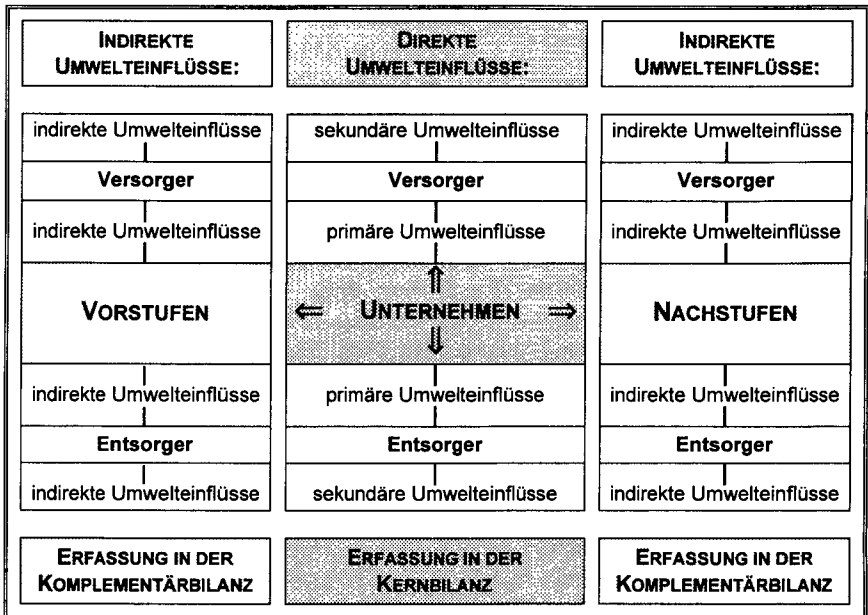 INDIREKTE
UMWELTEINFLÜSSE:
DIREKTE
UMWELTEINFLÜSSE:
INDIREKTE
UMWELTEINFLÜSSE:
indirekte Umwelteinflüsse
sekundäre Umwelteinflüsse
indirekte Umwelteinflüsse
Versorger
Versorger
Versorger
indirekte Umwelteinflüsse
primäre Umwelteinflüsse
indirekte Umwelteinflüsse
VORSTUFEN
⇑
⇐ UNTERNEHMEN ⇒
⇓
NACHSTUFEN
indirekte Umwelteinflüsse
primäre Umwelteinflüsse
indirekte Umwelteinflüsse
Entsorger
Entsorger
Entsorger
indirekte Umwelteinflüsse
sekundäre Umwelteinflüsse
indirekte Umwelteinflüsse
ERFASSUNG IN DER
KOMPLEMENTÄRBILANZ
ERFASSUNG IN DER
KERNBILANZ
ERFASSUNG IN DER
KOMPLEMENTÄRBILANZ